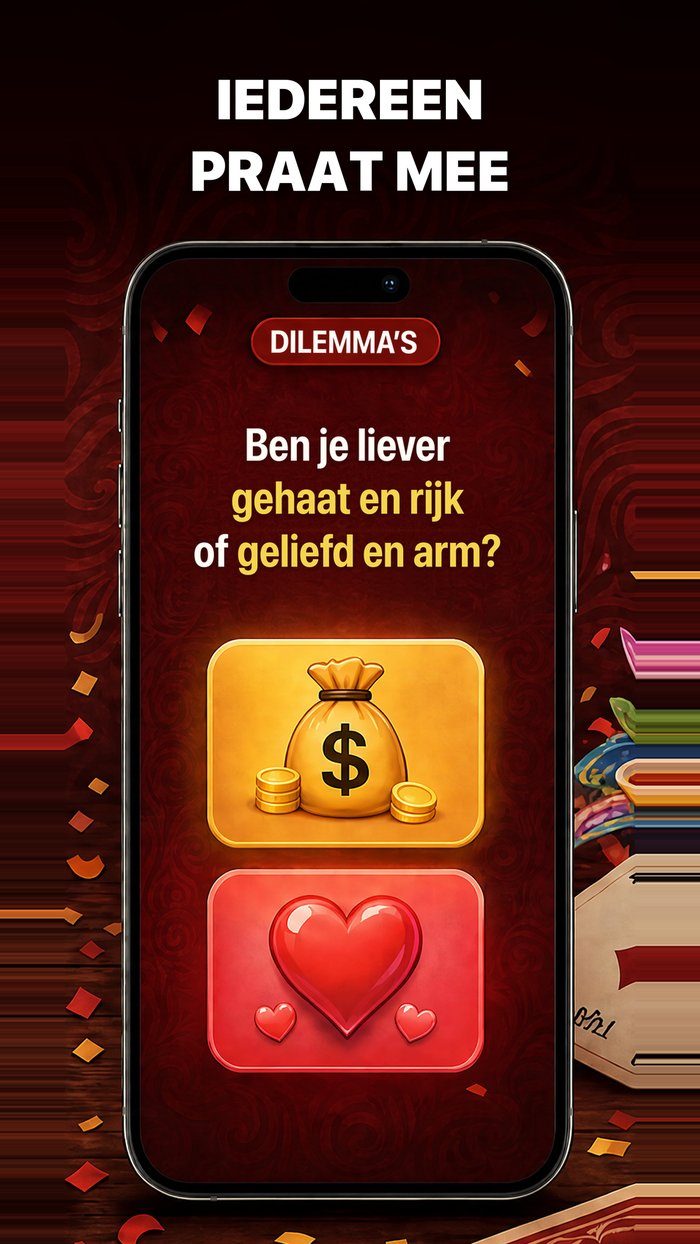 IEDEREEN
PRAAT MEE
DILEMMA'S
Ben je liever
gehaat en rijk
of geliefd en arm?
$